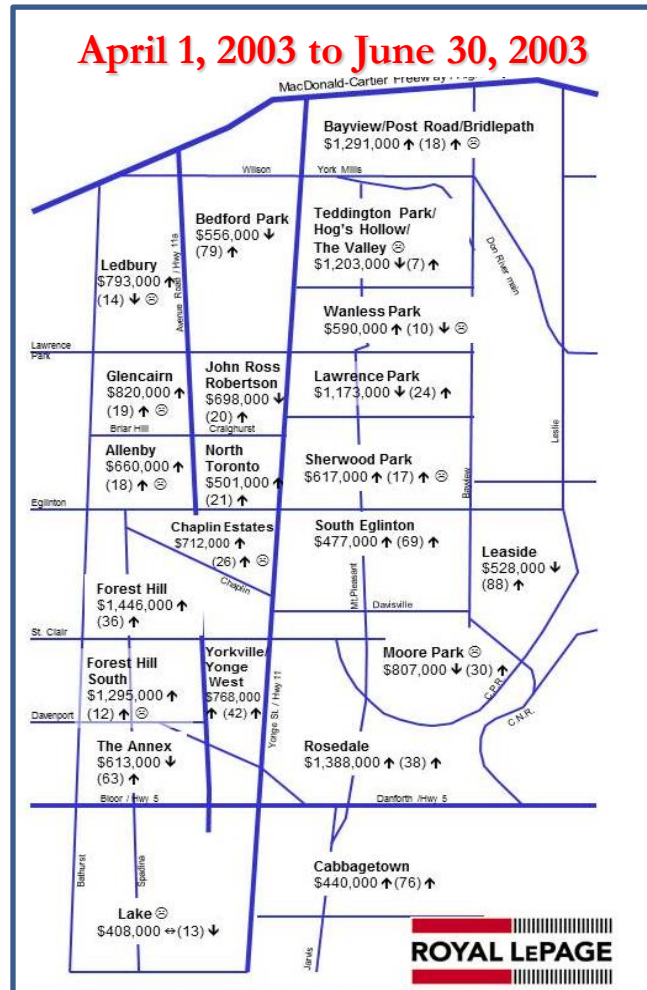 April 1, 2003 to June 30, 2003
MacDonald-Cartier Freeway
Bayview/Post Road/Bridlepath
$1,291,000 ↑ (18) ↑ ☹
Wilson
York Mills
Bedford Park
$556,000 ↓
(79) ↑
Teddington Park/
Hog's Hollow/
The Valley ☹
$1,203,000 ↓(7) ↑
Ledbury
$793,000 ↑
(14) ↓ ☹
Avenue Road / Hwy 11a
Don River main
Wanless Park
$590,000 ↑ (10) ↓ ☹
Lawrence
Park
Glencairn
$820,000 ↑
(19) ↑ ☹
John Ross
Robertson
$698,000 ↓
(20) ↑
Lawrence Park
$1,173,000 ↓ (24) ↑
Leslie
Briar Hill
Craighurst
Allenby
$660,000 ↑
(18) ↑ ☹
North
Toronto
$501,000 ↑
(21) ↑
Sherwood Park
$617,000 ↑ (17) ↑ ☹
Bayview
Eglinton
Chaplin Estates
$712,000 ↑
(26) ↑ ☹
South Eglinton
$477,000 ↑ (69) ↑
Leaside
$528,000 ↓
(88) ↑
Chaplin
Mt.Pleasant
Forest Hill
$1,446,000 ↑
(36) ↑
Davisville
St. Clair
Forest Hill
South
$1,295,000 ↑
(12) ↑ ☹
Yorkville/
Yonge
West
$768,000
↑ (42) ↑
Yonge St. / Hwy 11
Moore Park ☹
$807,000 ↓ (30) ↑
C.P.R.
C.N.R.
Davenport
The Annex
$613,000 ↓
(63) ↑
Rosedale
$1,388,000 ↑ (38) ↑
Bloor / Hwy 5
Danforth /Hwy 5
Bathurst
Spadina
Cabbagetown
$440,000 ↑ (76) ↑
Lake ☹
$408,000 ↔ (13) ↓
Jarvis
ROYAL LEPAGE